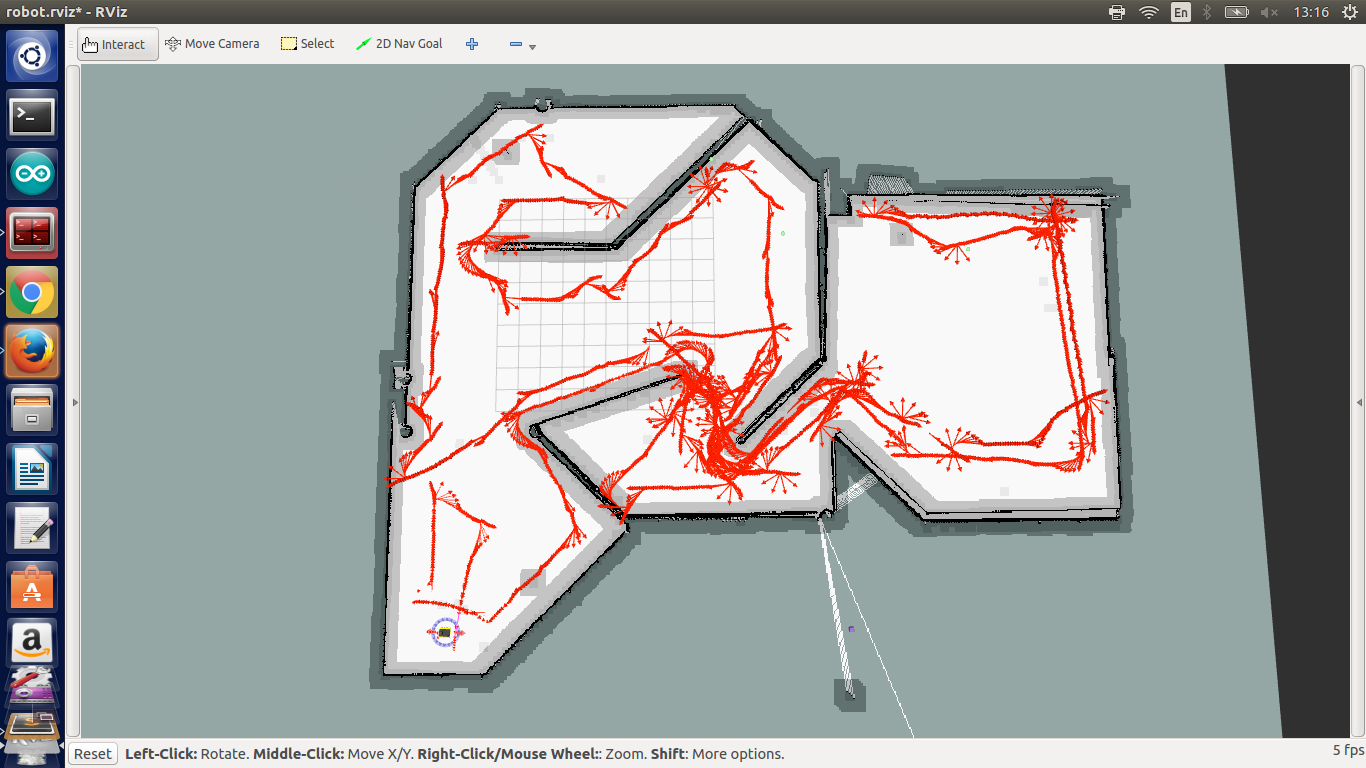 robot.rviz* - RViz
En
13:16
Interact
Move Camera
Select
2D Nav Goal
Reset
Left-Click: Rotate. Middle-Click: Move X/Y. Right-Click/Mouse Wheel:: Zoom. Shift: More options.
5 fps